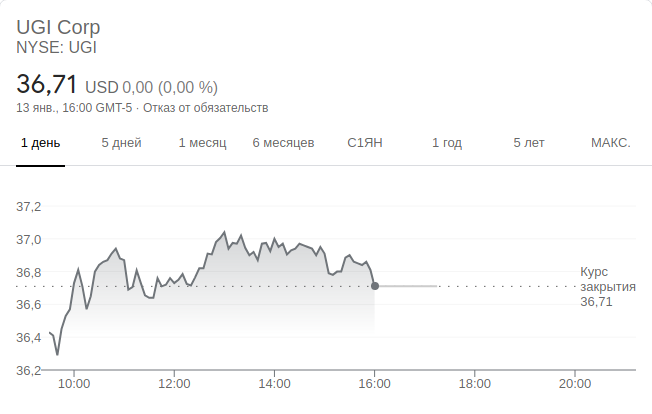 UGI Corp
NYSE: UGI
36,71 USD 0,00 (0,00 %)
13 янв., 16:00 GMT-5 · Отказ от обязательств
1 день 5 дней 1 месяц 6 месяцев С1ЯН 1 год 5 лет МАКС.
37,2
37,0
36,8
36,6
36,4
36,2
Курс
закрытия
36,71
10:00 12:00 14:00 16:00 18:00 20:00